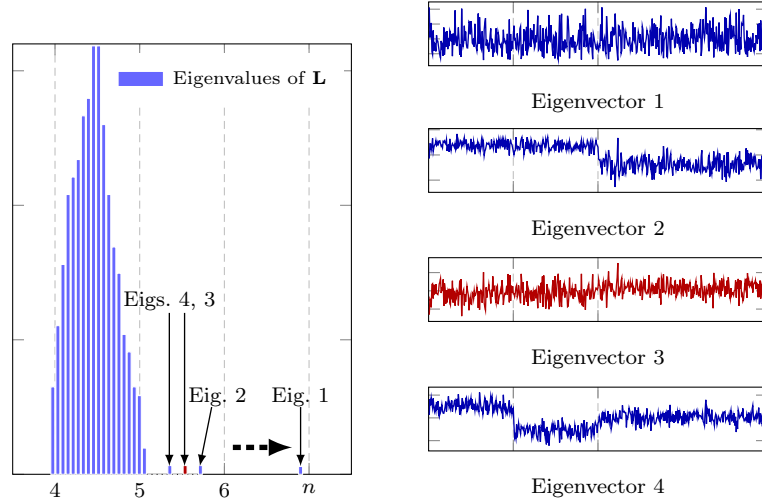 Eigenvalues of L
Eigs. 4, 3
Eig. 2
Eig. 1
4
5
6
n
Eigenvector 1
Eigenvector 2
Eigenvector 3
Eigenvector 4